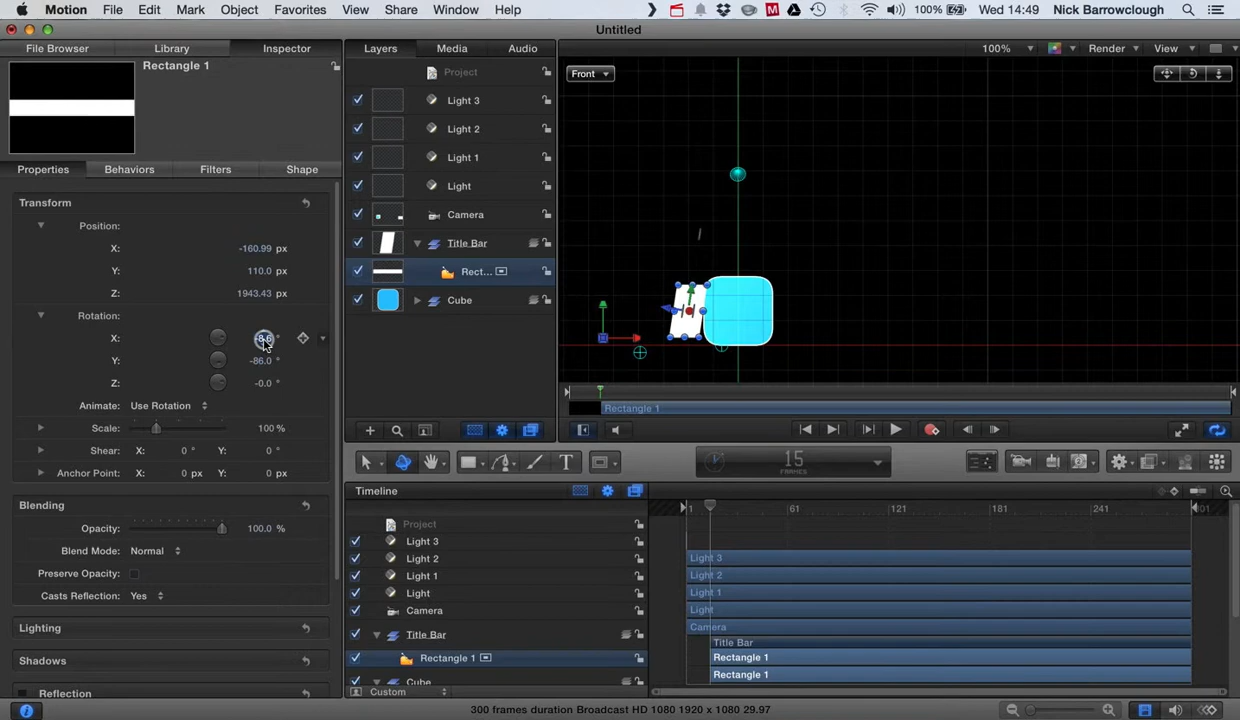 Motion File Edit Mark Object Favorites View Share Window Help 100% Wed 14:49 Nick Barrowclough
Untitled
File Browser Library Inspector Layers Media Audio 100% Render View
Rectangle 1
Project
Front
Light 3
Light 2
Light 1
Properties Behaviors Filters Shape
Light
Transform
Camera
Position:
X: -160.99 px
Title Bar
Y: 110.0 px
Rect...
Z: 1943.43 px
Cube
Rotation:
X: -8.6 °
Y: -86.0 °
Z: -0.0 °
Animate: Use Rotation
Rectangle 1
Scale: 100 %
Shear: X: 0 ° Y: 0 °
15
FRAMES
Anchor Point: X: 0 px Y: 0 px
Timeline
Blending
1 61 121 181 241 301
Opacity: 100.0 %
Project
Light 3 Light 3
Blend Mode: Normal
Light 2 Light 2
Preserve Opacity:
Light 1 Light 1
Casts Reflection: Yes
Light Light
Camera Camera
Lighting
Title Bar Title Bar
Shadows
Rectangle 1 Rectangle 1
Cube Rectangle 1
Reflection
Custom
300 frames duration Broadcast HD 1080 1920 x 1080 29.97